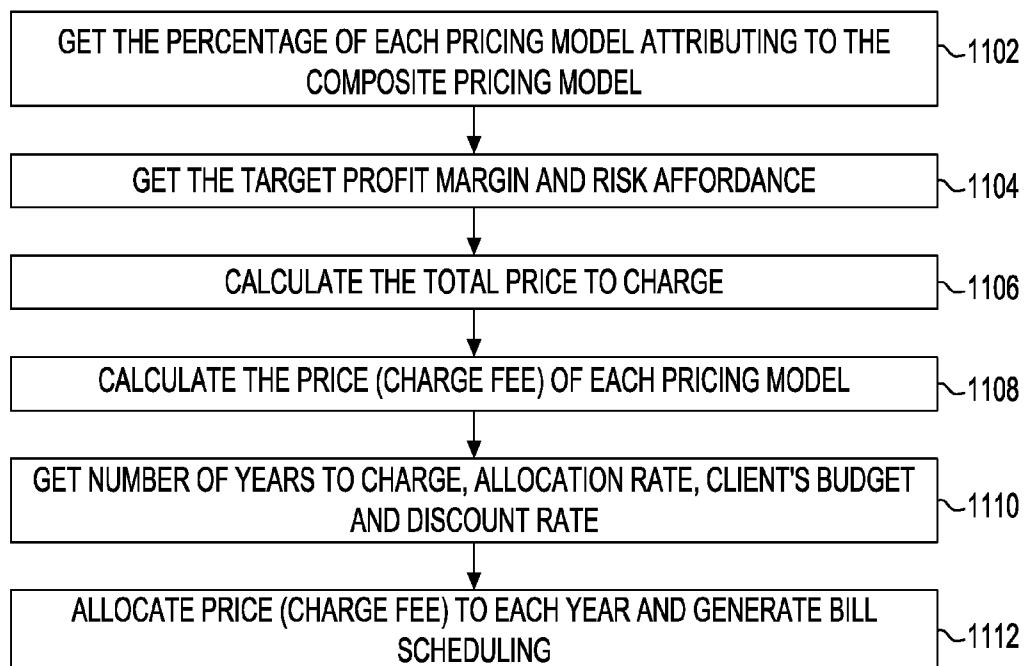 GET THE PERCENTAGE OF EACH PRICING MODEL ATTRIBUTING TO THE
COMPOSITE PRICING MODEL
1102
GET THE TARGET PROFIT MARGIN AND RISK AFFORDANCE
1104
CALCULATE THE TOTAL PRICE TO CHARGE
1106
CALCULATE THE PRICE (CHARGE FEE) OF EACH PRICING MODEL
1108
GET NUMBER OF YEARS TO CHARGE, ALLOCATION RATE, CLIENT'S BUDGET
AND DISCOUNT RATE
1110
ALLOCATE PRICE (CHARGE FEE) TO EACH YEAR AND GENERATE BILL
SCHEDULING
1112